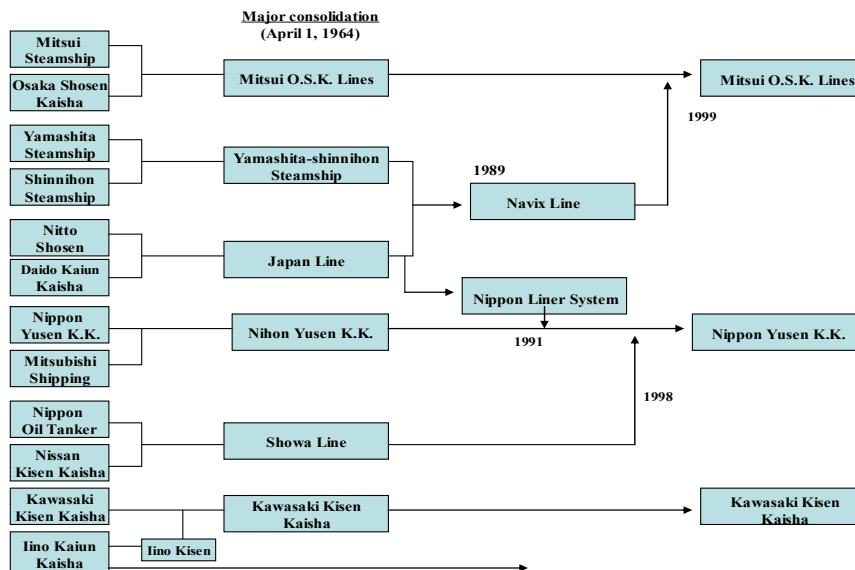 Major consolidation
(April 1, 1964)
Mitsui
Steamship
Osaka Shosen
Kaisha
Mitsui O.S.K. Lines
Mitsui O.S.K. Lines
1999
Yamashita
Steamship
Shinnihon
Steamship
Yamashita-shinnihon
Steamship
1989
Navix Line
Nitto
Shosen
Daido Kaiun
Kaisha
Japan Line
Nippon Liner System
Nippon
Yusen K.K.
Mitsubishi
Shipping
Nihon Yusen K.K.
1991
Nippon Yusen K.K.
1998
Nippon
Oil Tanker
Nissan
Kisen Kaisha
Showa Line
Kawasaki
Kisen Kaisha
Iino Kaiun
Kaisha
Iino Kisen
Kawasaki Kisen
Kaisha
Kawasaki Kisen
Kaisha